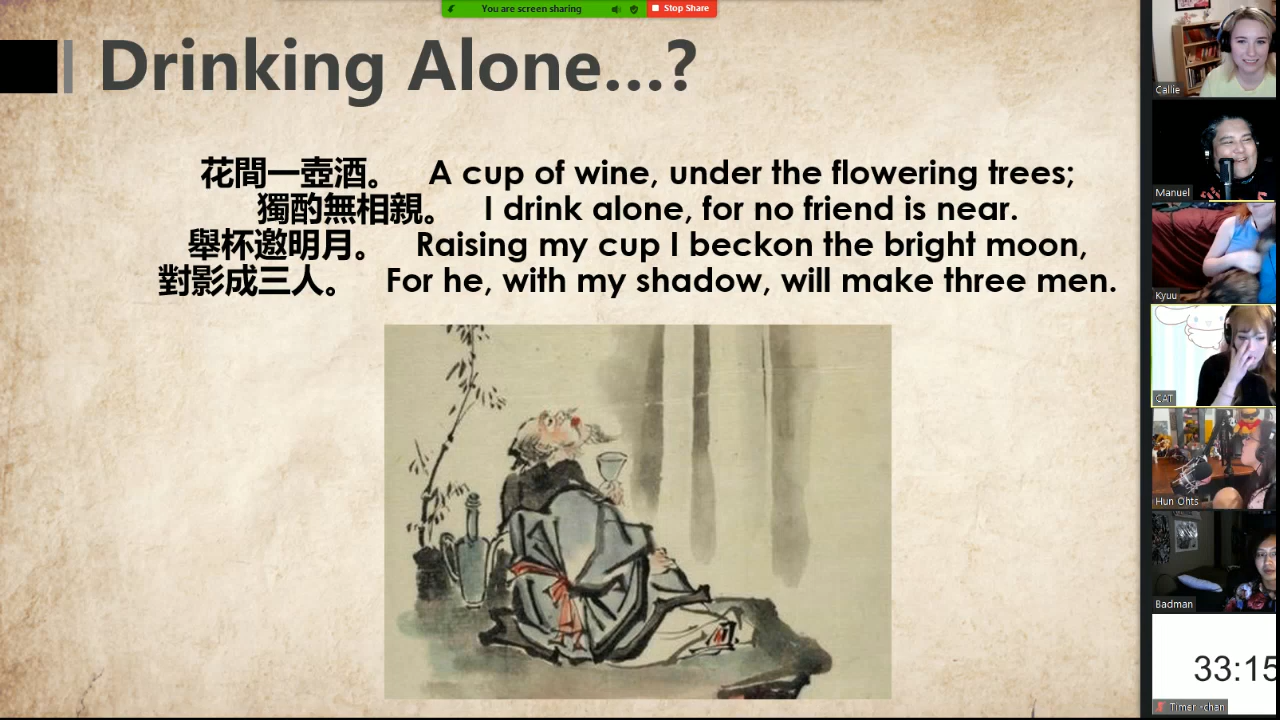 You are screen sharing
Stop Share
Drinking Alone...?
花間一壺酒。 A cup of wine, under the flowering trees;
獨酌無相親。 I drink alone, for no friend is near.
舉杯邀明月。 Raising my cup I beckon the bright moon,
對影成三人。 For he, with my shadow, will make three men.
Callie
Manuel
Kyuu
CAT
Hun Ohts
Badman
33:15
Timer -chan